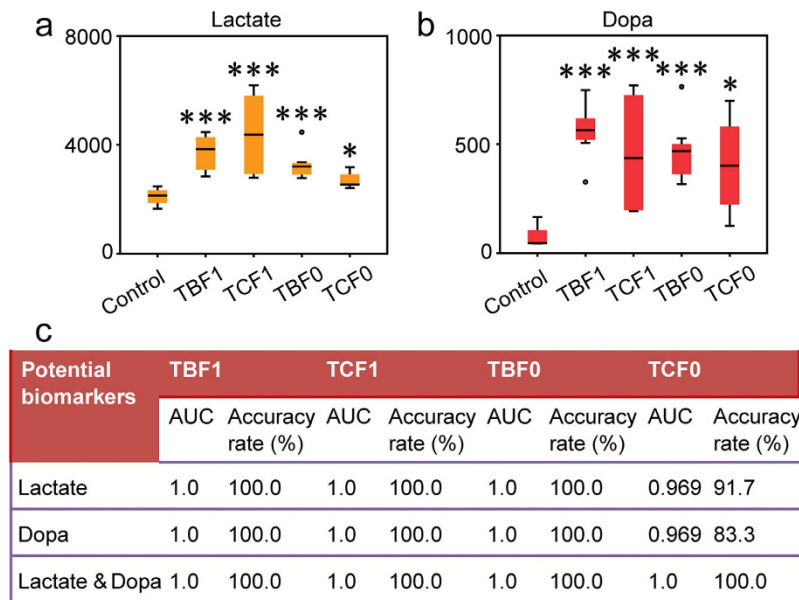 a
Lactate
8000
4000
0
***
***
***
*
Control
TBF1
TCF1
TBF0
TCF0
b
Dopa
1000
500
0
***
***
***
*
Control
TBF1
TCF1
TBF0
TCF0
c
Potential biomarkers TBF1 TCF1 TBF0 TCF0
AUC Accuracy rate (%) AUC Accuracy rate (%) AUC Accuracy rate (%) AUC Accuracy rate (%)
Lactate 1.0 100.0 1.0 100.0 1.0 100.0 0.969 91.7
Dopa 1.0 100.0 1.0 100.0 1.0 100.0 0.969 83.3
Lactate & Dopa 1.0 100.0 1.0 100.0 1.0 100.0 1.0 100.0